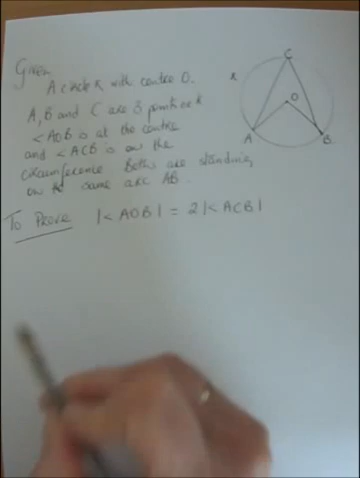 Given
A circle K with centre O.
A, B and C are 3 points on K
<AOB is at the centre
and <ACB is on the
circumference Both are standing
on the same arc AB.
To Prove |<AOB| = 2|<ACB|
C
K
O
A
B